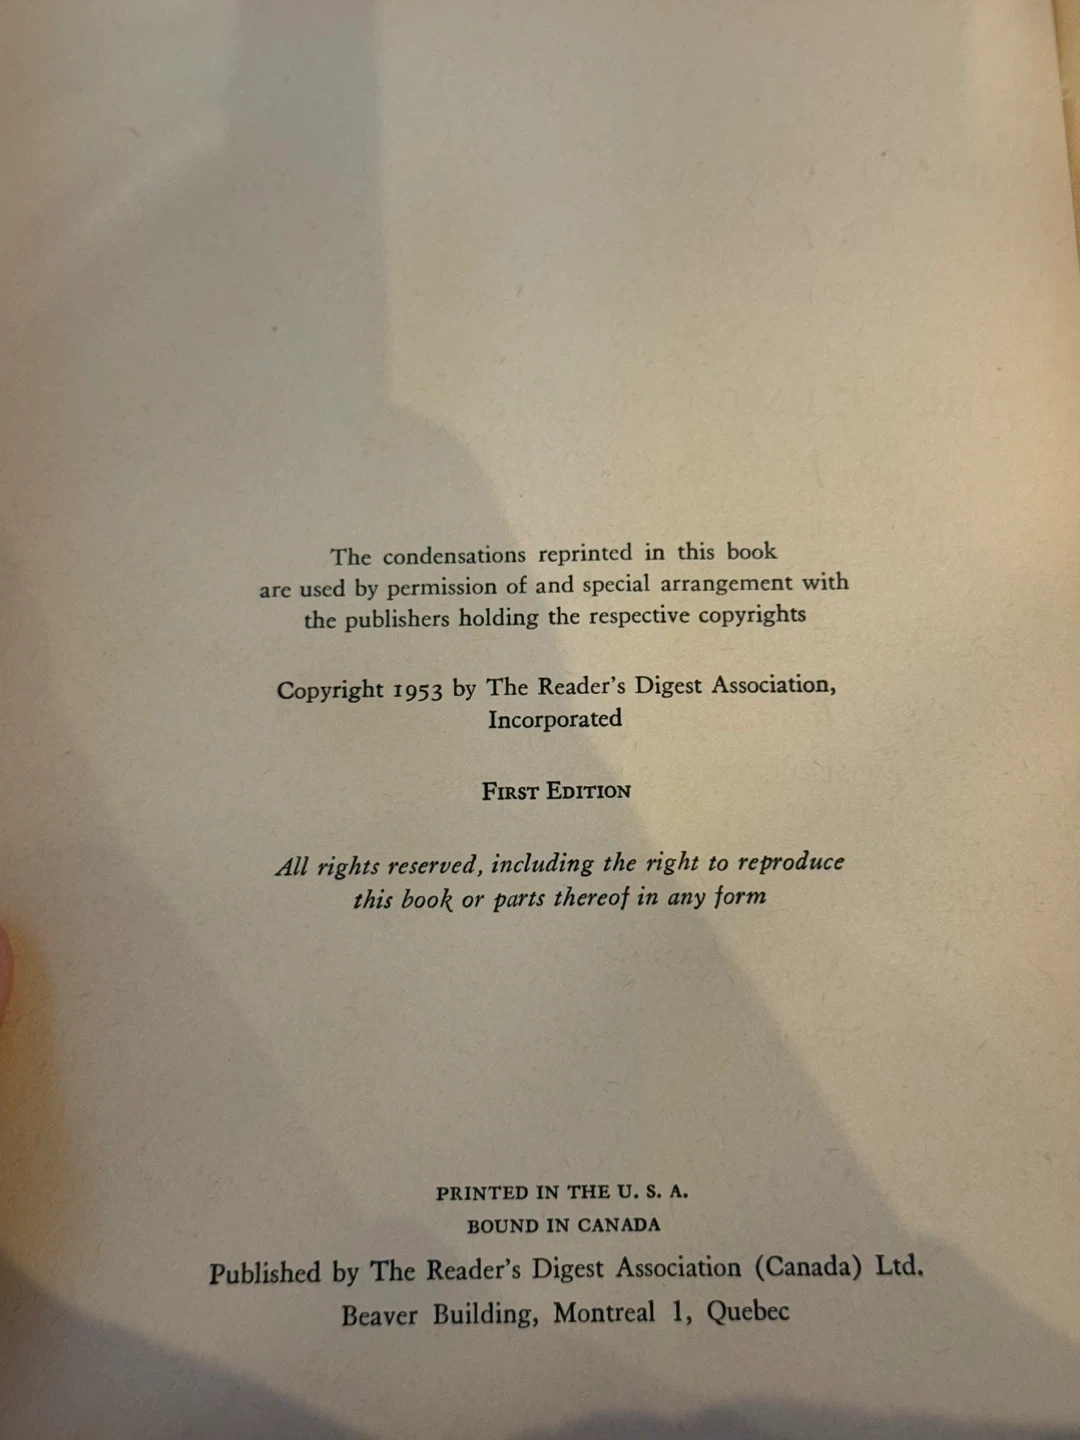 The condensations reprinted in this book
are used by permission of and special arrangement with
the publishers holding the respective copyrights
Copyright 1953 by The Reader's Digest Association,
Incorporated
First Edition
All rights reserved, including the right to reproduce
this book or parts thereof in any form
PRINTED IN THE U. S. A.
BOUND IN CANADA
Published by The Reader's Digest Association (Canada) Ltd.
Beaver Building, Montreal 1, Quebec